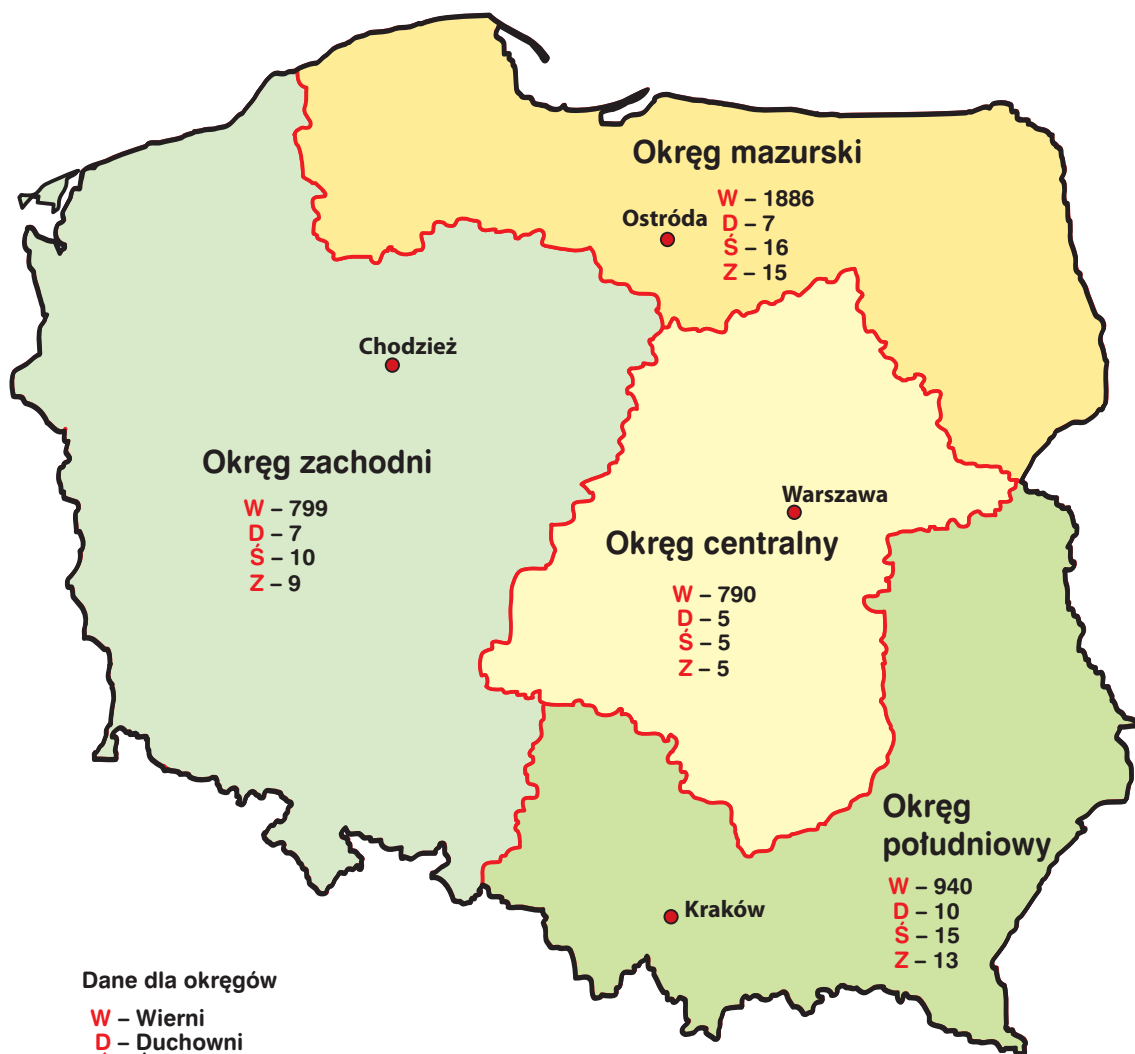 Okręg mazurski
Ostróda
W – 1886
D – 7
Ś – 16
Z – 15
Chodzież
Okręg zachodni
W – 799
D – 7
Ś – 10
Z – 9
Warszawa
Okręg centralny
W – 790
D – 5
Ś – 5
Z – 5
Okręg
południowy
W – 940
D – 10
Ś – 15
Z – 13
Kraków
Dane dla okręgów
W – Wierni
D – Duchowni